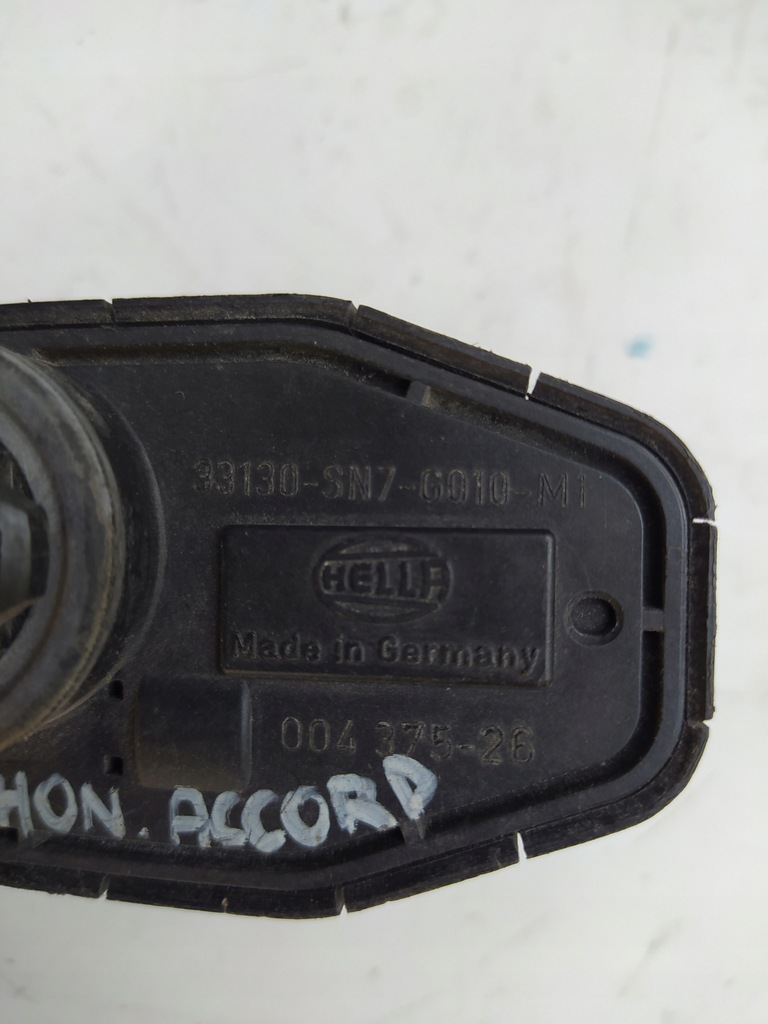 33130-SN7-G010-M1
HELLA
Made in Germany
004 375-26
HON. ACCORD